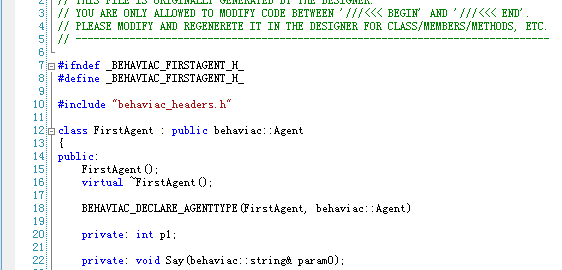 // THIS FILE IS ORIGINALLY GENERATED BY THE DESIGNER.
3 // YOU ARE ONLY ALLOWED TO MODIFY CODE BETWEEN '///<<< BEGIN' AND '///<<< END'.
4 // PLEASE MODIFY AND REGENERETE IT IN THE DESIGNER FOR CLASS/MEMBERS/METHODS, ETC.
5 // ---------------------------------------------------------------------
6
7 #ifndef _BEHAVIAC_FIRSTAGENT_H_
8 #define _BEHAVIAC_FIRSTAGENT_H_
9
10 #include "behaviac_headers.h"
11
12 class FirstAgent : public behaviac::Agent
13 {
14 public:
15 FirstAgent();
16 virtual ~FirstAgent();
17
18 BEHAVIAC_DECLARE_AGENTTYPE(FirstAgent, behaviac::Agent)
19
20 private: int p1;
21
22 private: void Say(behaviac::string& param0);